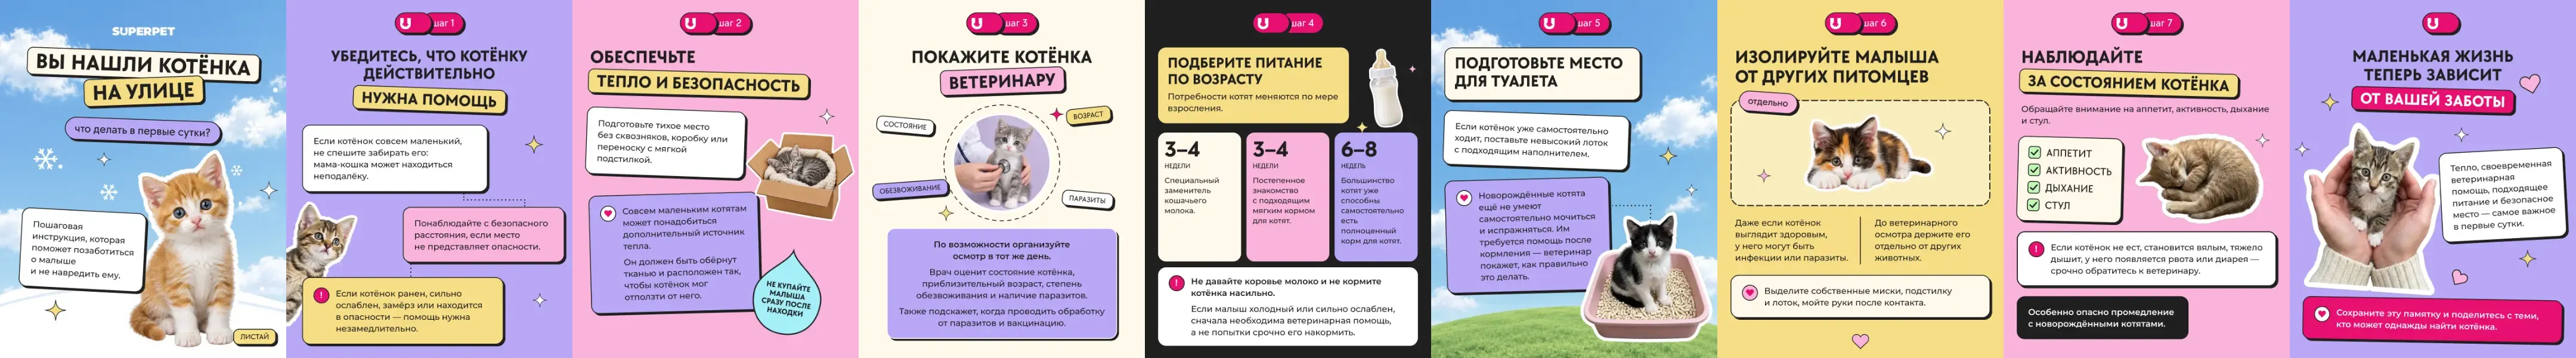 SUPERPET
ВЫ НАШЛИ КОТЁНКА
НА УЛИЦЕ
что делать в первые сутки?
Пошаговая
инструкция, которая
поможет позаботиться
о малыше
и не навредить ему.
ЛИСТАЙ
шаг 1
УБЕДИТЕСЬ, ЧТО КОТЁНКУ
ДЕЙСТВИТЕЛЬНО
НУЖНА ПОМОЩЬ
Если котёнок совсем маленький,
не спешите забирать его:
мама-кошка может находиться
неподалёку.
Понаблюдайте с безопасного
расстояния, если место
не представляет опасности.
Если котёнок ранен, сильно
ослаблен, замёрз или находится
в опасности — помощь нужна
незамедлительно.
шаг 2
ОБЕСПЕЧЬТЕ
ТЕПЛО И БЕЗОПАСНОСТЬ
Подготовьте тихое место
без сквозняков, коробку или
переноску с мягкой
подстилкой.
Совсем маленьким котятам
может понадобиться
дополнительный источник
тепла.
Он должен быть обёрнут
тканью и расположен так,
чтобы котёнок мог
отползти от него.
НЕ КУПАЙТЕ
МАЛЫША
СРАЗУ ПОСЛЕ
НАХОДКИ
шаг 3
ПОКАЖИТЕ КОТЁНКА
ВЕТЕРИНАРУ
СОСТОЯНИЕ
ВОЗРАСТ
ОБЕЗВОЖИВАНИЕ
ПАРАЗИТЫ
По возможности организуйте
осмотр в тот же день.
Врач оценит состояние котёнка,
приблизительный возраст, степень
обезвоживания и наличие паразитов.
Также подскажет, когда проводить обработку
от паразитов и вакцинацию.
шаг 4
ПОДБЕРИТЕ ПИТАНИЕ
ПО ВОЗРАСТУ
Потребности котят меняются по мере
взросления.
3–4
НЕДЕЛИ
Специальный
заменитель
кошачьего
молока.
3–4
НЕДЕЛИ
Постепенное
знакомство
с подходящим
мягким кормом
для котят.
6–8
НЕДЕЛЬ
Большинство
котят уже
способны
самостоятельно
есть
полноценный
корм для котят.
Не давайте коровье молоко и не кормите
котёнка насильно.
Если малыш холодный или сильно ослаблен,
сначала необходима ветеринарная помощь,
а не попытки срочно его накормить.
шаг 5
ПОДГОТОВЬТЕ МЕСТО
ДЛЯ ТУАЛЕТА
Если котёнок уже самостоятельно
ходит, поставьте невысокий лоток
с подходящим наполнителем.
Новорождённые котята
ещё не умеют
самостоятельно мочиться
и испражняться. Им
требуется помощь после
кормления — ветеринар
покажет, как правильно
это делать.
шаг 6
ИЗОЛИРУЙТЕ МАЛЫША
ОТ ДРУГИХ ПИТОМЦЕВ
отдельно
Даже если котёнок
выглядит здоровым,
у него могут быть
инфекции или паразиты.
До ветеринарного
осмотра держите его
отдельно от других
животных.
Выделите собственные миски, подстилку
и лоток, мойте руки после контакта.
шаг 7
НАБЛЮДАЙТЕ
ЗА СОСТОЯНИЕМ КОТЁНКА
Обращайте внимание на аппетит, активность, дыхание
и стул.
АППЕТИТ
АКТИВНОСТЬ
ДЫХАНИЕ
СТУЛ
Если котёнок не ест, становится вялым, тяжело
дышит, у него появляется рвота или диарея —
срочно обратитесь к ветеринару.
Особенно опасно промедление
с новорождёнными котятами.
МАЛЕНЬКАЯ ЖИЗНЬ
ТЕПЕРЬ ЗАВИСИТ
ОТ ВАШЕЙ ЗАБОТЫ
Тепло, своевременная
ветеринарная
помощь, подходящее
питание и безопасное
место — самое важное
в первые сутки.
Сохраните эту памятку и поделитесь с теми,
кто может однажды найти котёнка.